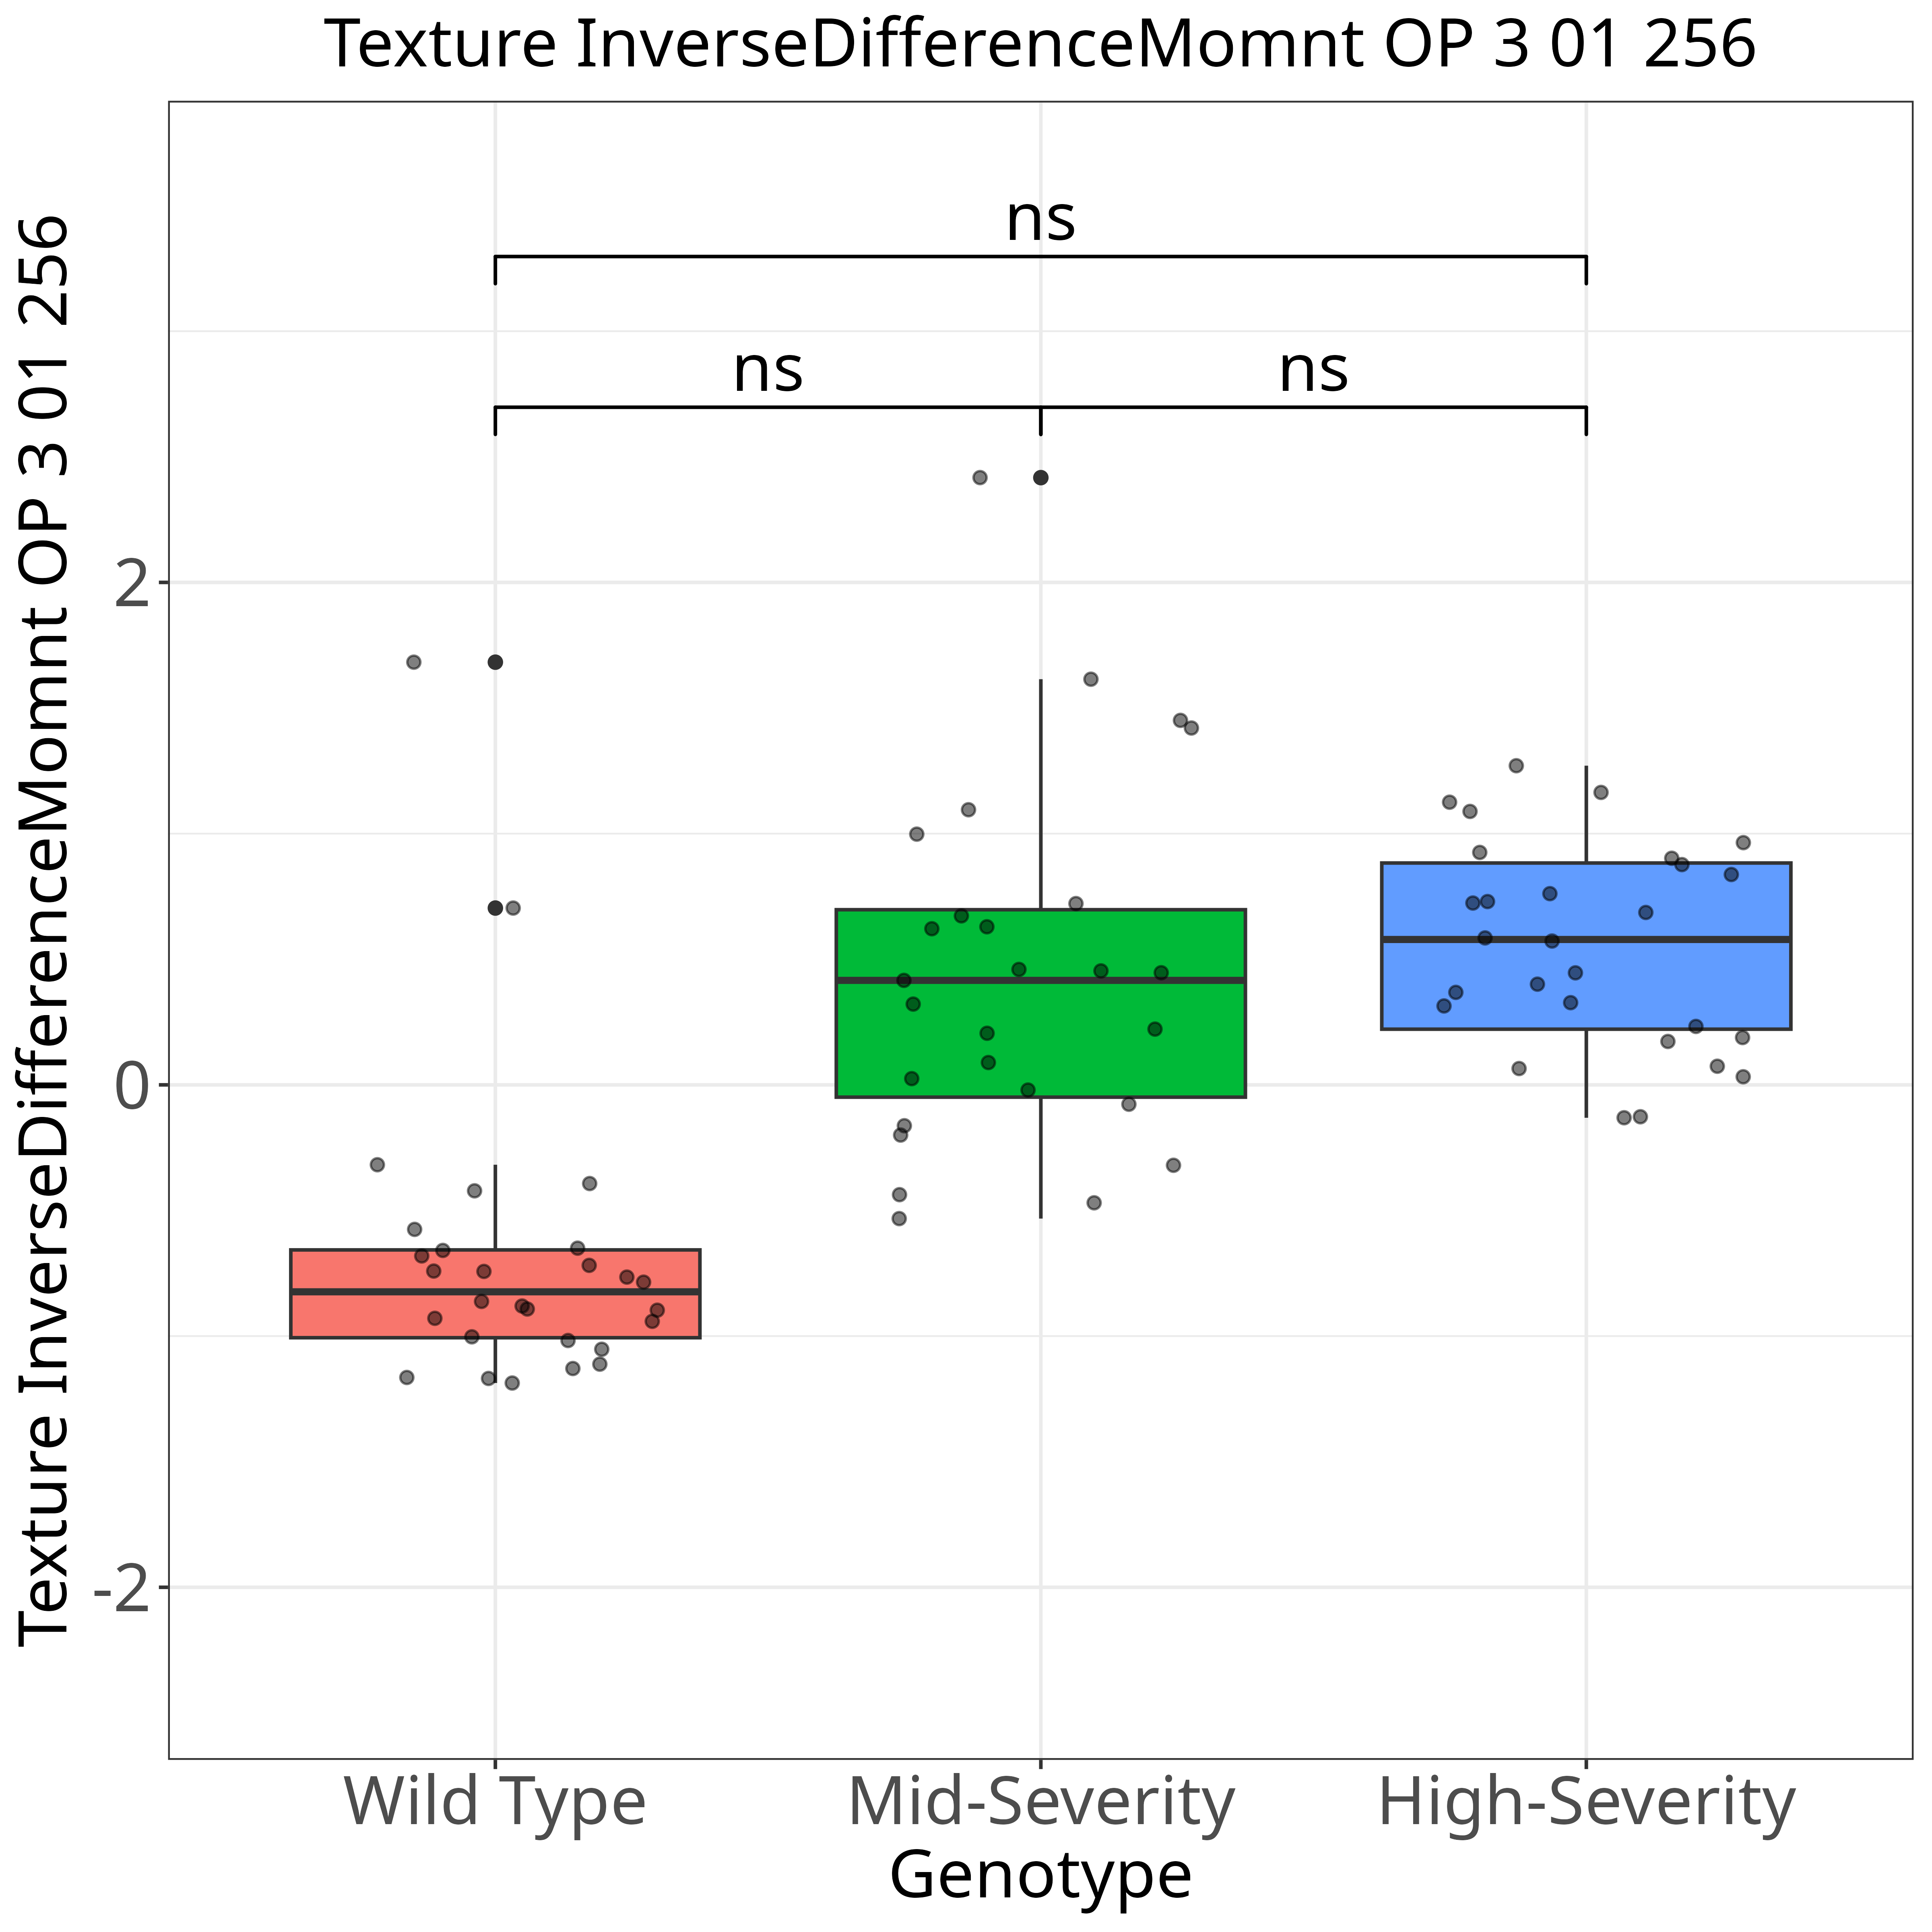 Texture InverseDifferenceMomnt OP 3 01 256
Texture InverseDifferenceMomnt OP 3 01 256
ns
ns
ns
2
0
-2
Wild Type
Mid-Severity
High-Severity
Genotype